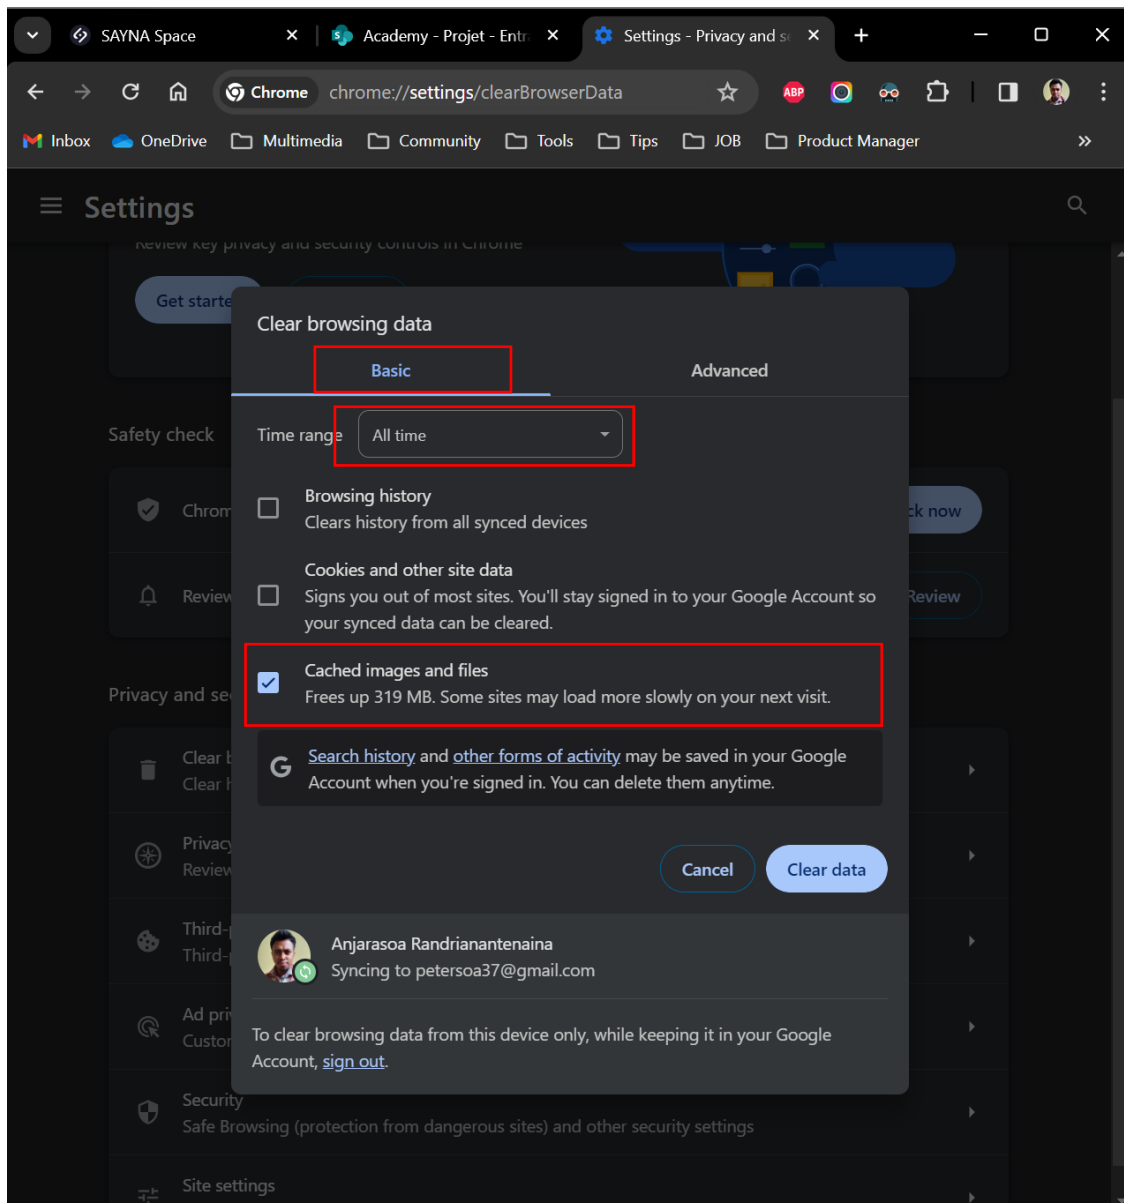 SAYNA Space
Academy - Projet - Entr
Settings - Privacy and s
Chrome chrome://settings/clearBrowserData
ABP
Inbox OneDrive Multimedia Community Tools Tips JOB Product Manager
Settings
Review key privacy and security controls in Chrome
Get starte
Clear browsing data
Basic Advanced
Safety check
Time range All time
Browsing history
Clears history from all synced devices
Chrom
ck now
Cookies and other site data
Signs you out of most sites. You'll stay signed in to your Google Account so
your synced data can be cleared.
Review
Review
Cached images and files
Frees up 319 MB. Some sites may load more slowly on your next visit.
Privacy and se
G Search history and other forms of activity may be saved in your Google
Account when you're signed in. You can delete them anytime.
Clear b
Clear h
Privacy
Review
Cancel Clear data
Third-p
Third-p
Anjarasoa Randrianantenaina
Syncing to petersoa37@gmail.com
Ad priv
Custor
To clear browsing data from this device only, while keeping it in your Google
Account, sign out.
Security
Safe Browsing (protection from dangerous sites) and other security settings
Site settings